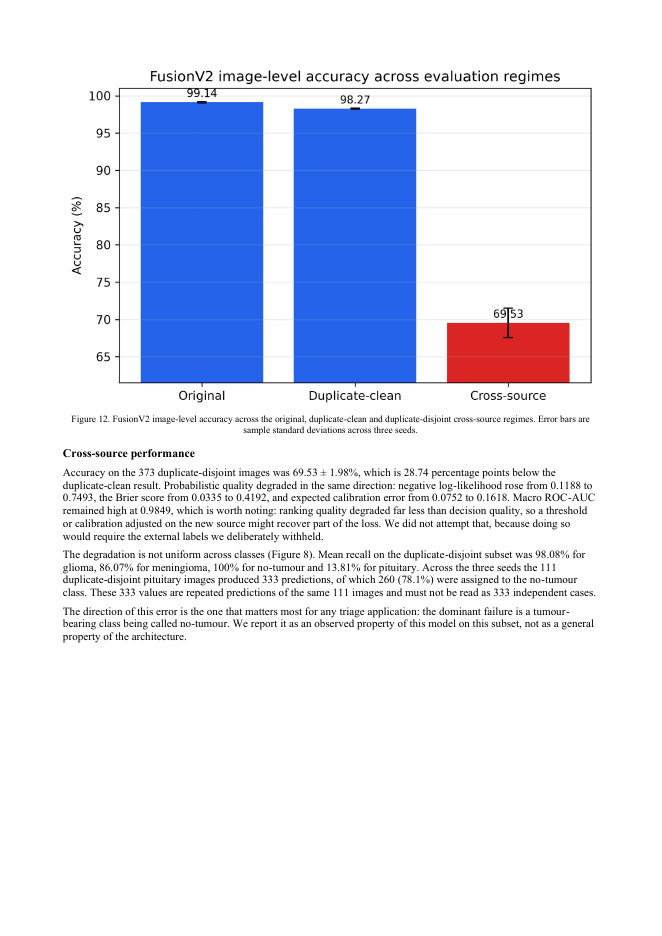 FusionV2 image-level accuracy across evaluation regimes
99.14
98.27
69.53
100
95
90
85
80
75
70
65
Accuracy (%)
Original
Duplicate-clean
Cross-source
Figure 12. FusionV2 image-level accuracy across the original, duplicate-clean and duplicate-disjoint cross-source regimes. Error bars are
sample standard deviations across three seeds.
Cross-source performance
Accuracy on the 373 duplicate-disjoint images was 69.53 ± 1.98%, which is 28.74 percentage points below the
duplicate-clean result. Probabilistic quality degraded in the same direction: negative log-likelihood rose from 0.1188 to
0.7493, the Brier score from 0.0335 to 0.4192, and expected calibration error from 0.0752 to 0.1618. Macro ROC-AUC
remained high at 0.9849, which is worth noting: ranking quality degraded far less than decision quality, so a threshold
or calibration adjusted on the new source might recover part of the loss. We did not attempt that, because doing so
would require the external labels we deliberately withheld.
The degradation is not uniform across classes (Figure 8). Mean recall on the duplicate-disjoint subset was 98.08% for
glioma, 86.07% for meningioma, 100% for no-tumour and 13.81% for pituitary. Across the three seeds the 111
duplicate-disjoint pituitary images produced 333 predictions, of which 260 (78.1%) were assigned to the no-tumour
class. These 333 values are repeated predictions of the same 111 images and must not be read as 333 independent cases.
The direction of this error is the one that matters most for any triage application: the dominant failure is a tumour-
bearing class being called no-tumour. We report it as an observed property of this model on this subset, not as a general
property of the architecture.